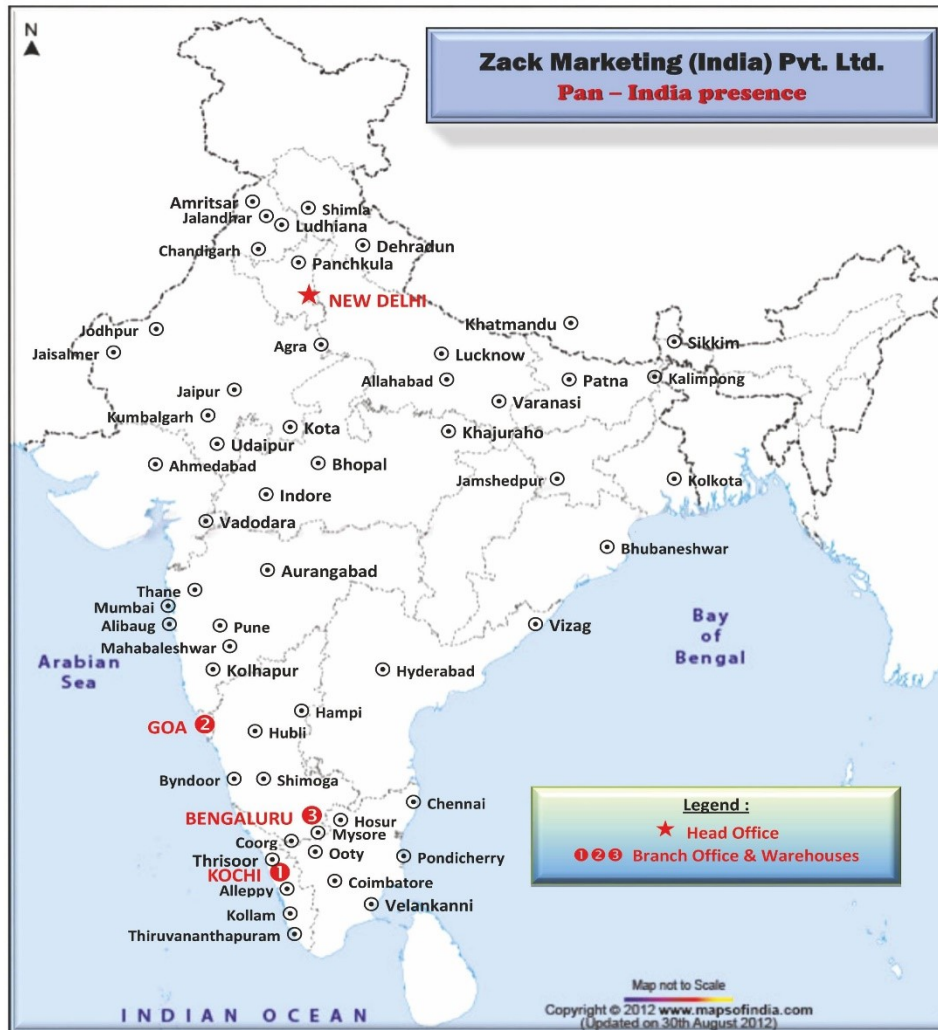 N
Zack Marketing (India) Pvt. Ltd.
Pan – India presence
Amritsar
Shimla
Jalandhar
Ludhiana
Chandigarh
Dehradun
Panchkula
NEW DELHI
Jodhpur
Khatmandu
Sikkim
Jaisalmer
Agra
Lucknow
Jaipur
Allahabad
Patna
Kalimpong
Varanasi
Kumbalgarh
Kota
Khajuraho
Udaipur
Ahmedabad
Bhopal
Jamshedpur
Kolkota
Indore
Vadodara
Bhubaneshwar
Aurangabad
Thane
Mumbai
Alibaug
Pune
Vizag
Bay
of
Bengal
Mahabaleshwar
Arabian
Sea
Kolhapur
Hyderabad
Hampi
GOA 2
Hubli
Byndoor
Shimoga
Chennai
BENGALURU 3
Hosur
Mysore
Coorg
Ooty
Pondicherry
Thrisoor
KOCHI 1
Coimbatore
Alleppy
Velankanni
Kollam
Thiruvananthapuram
Legend :
★ Head Office
❶❷❸ Branch Office & Warehouses
INDIAN OCEAN
Map not to Scale
Copyright © 2012 www.mapsofindia.com
(Updated on 30th August 2012)